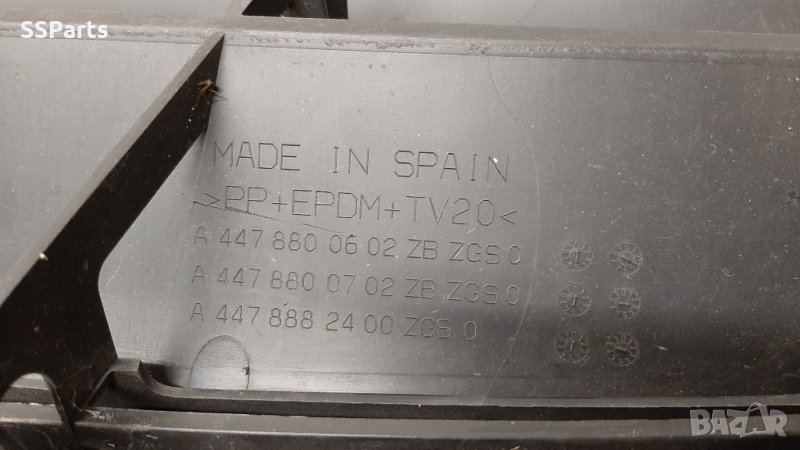 SSParts
MADE IN SPAIN
>PP+EPDM+TV20<
A 447 880 06 02 ZB ZGS 0
A 447 880 07 02 ZB ZGS 0
A 447 888 24 00 ZGS 0
BAZAR